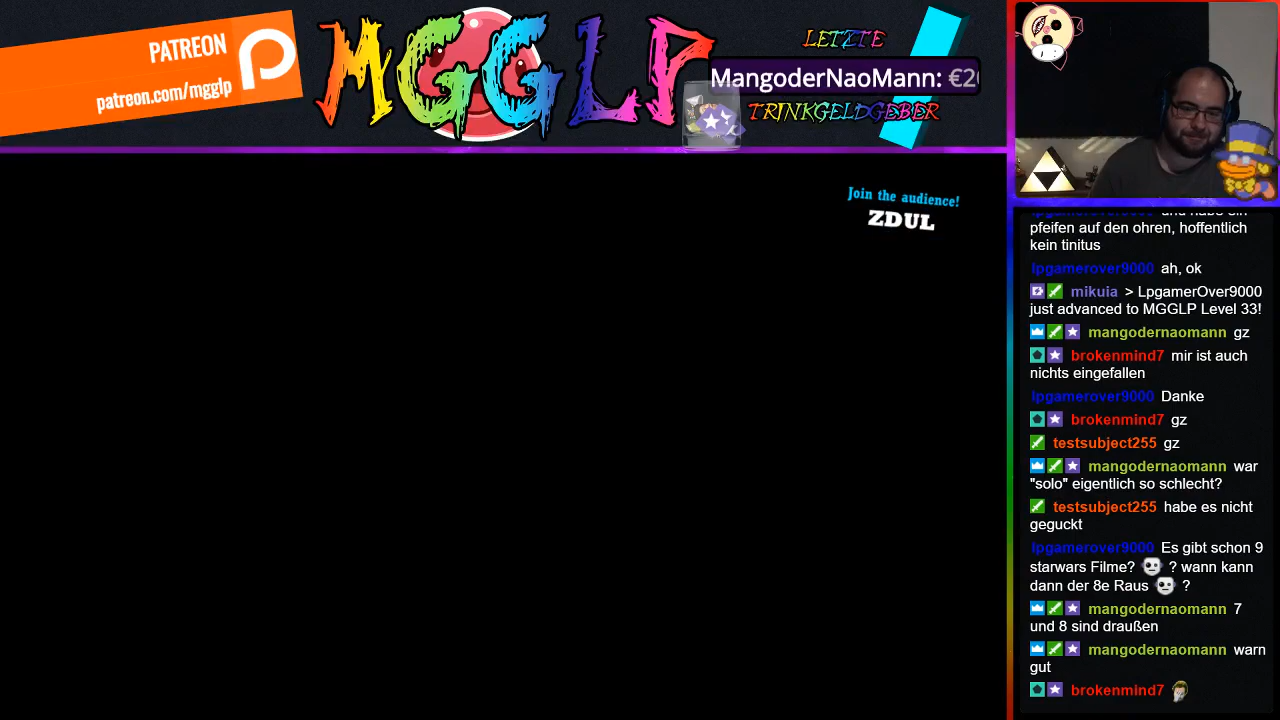 PATREON
patreon.com/mgglp
MGGLP
LETZTE
MangoderNaoMann: €2
TRINKGELDGEBER
Join the audience!
ZDUL
pfeifen auf den ohren, hoffentlich
kein tinitus
lpgamerover9000 ah, ok
mikuia > LpgamerOver9000
just advanced to MGGLP Level 33!
mangodernaomann gz
brokenmind7 mir ist auch
nichts eingefallen
lpgamerover9000 Danke
brokenmind7 gz
testsubject255 gz
mangodernaomann war
"solo" eigentlich so schlecht?
testsubject255 habe es nicht
geguckt
lpgamerover9000 Es gibt schon 9
starwars Filme? ? wann kann
dann der 8e Raus ?
mangodernaomann 7
und 8 sind draußen
mangodernaomann warn
gut
brokenmind7